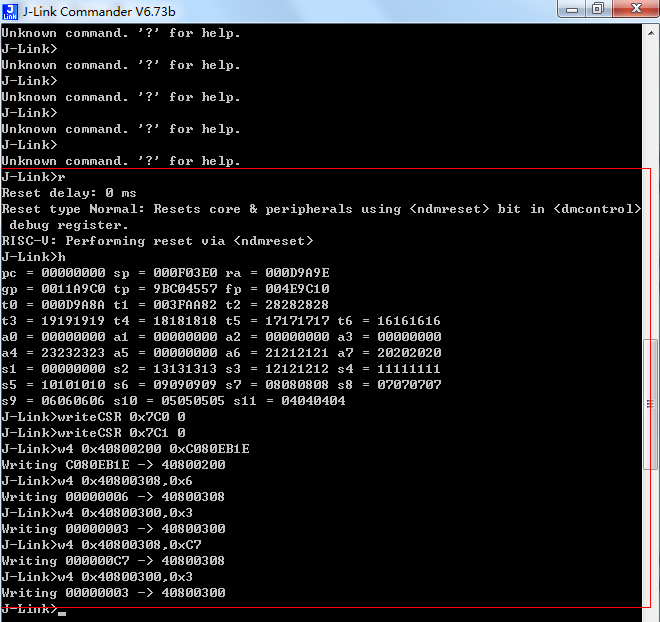 J-Link Commander V6.73b
Unknown command. '?' for help.
J-Link>
Unknown command. '?' for help.
J-Link>
Unknown command. '?' for help.
J-Link>
Unknown command. '?' for help.
J-Link>
Unknown command. '?' for help.
J-Link>r
Reset delay: 0 ms
Reset type Normal: Resets core & peripherals using <ndmreset> bit in <dmcontrol>
 debug register.
RISC-V: Performing reset via <ndmreset>
J-Link>h
pc = 00000000 sp = 000F03E0 ra = 000D9A9E
gp = 0011A9C0 tp = 9BC04557 fp = 004E9C10
t0 = 000D9A8A t1 = 003FAA82 t2 = 28282828
t3 = 19191919 t4 = 18181818 t5 = 17171717 t6 = 16161616
a0 = 00000000 a1 = 00000000 a2 = 00000000 a3 = 00000000
a4 = 23232323 a5 = 00000000 a6 = 21212121 a7 = 20202020
s1 = 00000000 s2 = 13131313 s3 = 12121212 s4 = 11111111
s5 = 10101010 s6 = 09090909 s7 = 08080808 s8 = 07070707
s9 = 06060606 s10 = 05050505 s11 = 04040404
J-Link>writeCSR 0x7C0 0
J-Link>writeCSR 0x7C1 0
J-Link>w4 0x40800200 0xC080EB1E
Writing C080EB1E -> 40800200
J-Link>w4 0x40800308,0x6
Writing 00000006 -> 40800308
J-Link>w4 0x40800300,0x3
Writing 00000003 -> 40800300
J-Link>w4 0x40800308,0xC7
Writing 000000C7 -> 40800308
J-Link>w4 0x40800300,0x3
Writing 00000003 -> 40800300
J-Link>